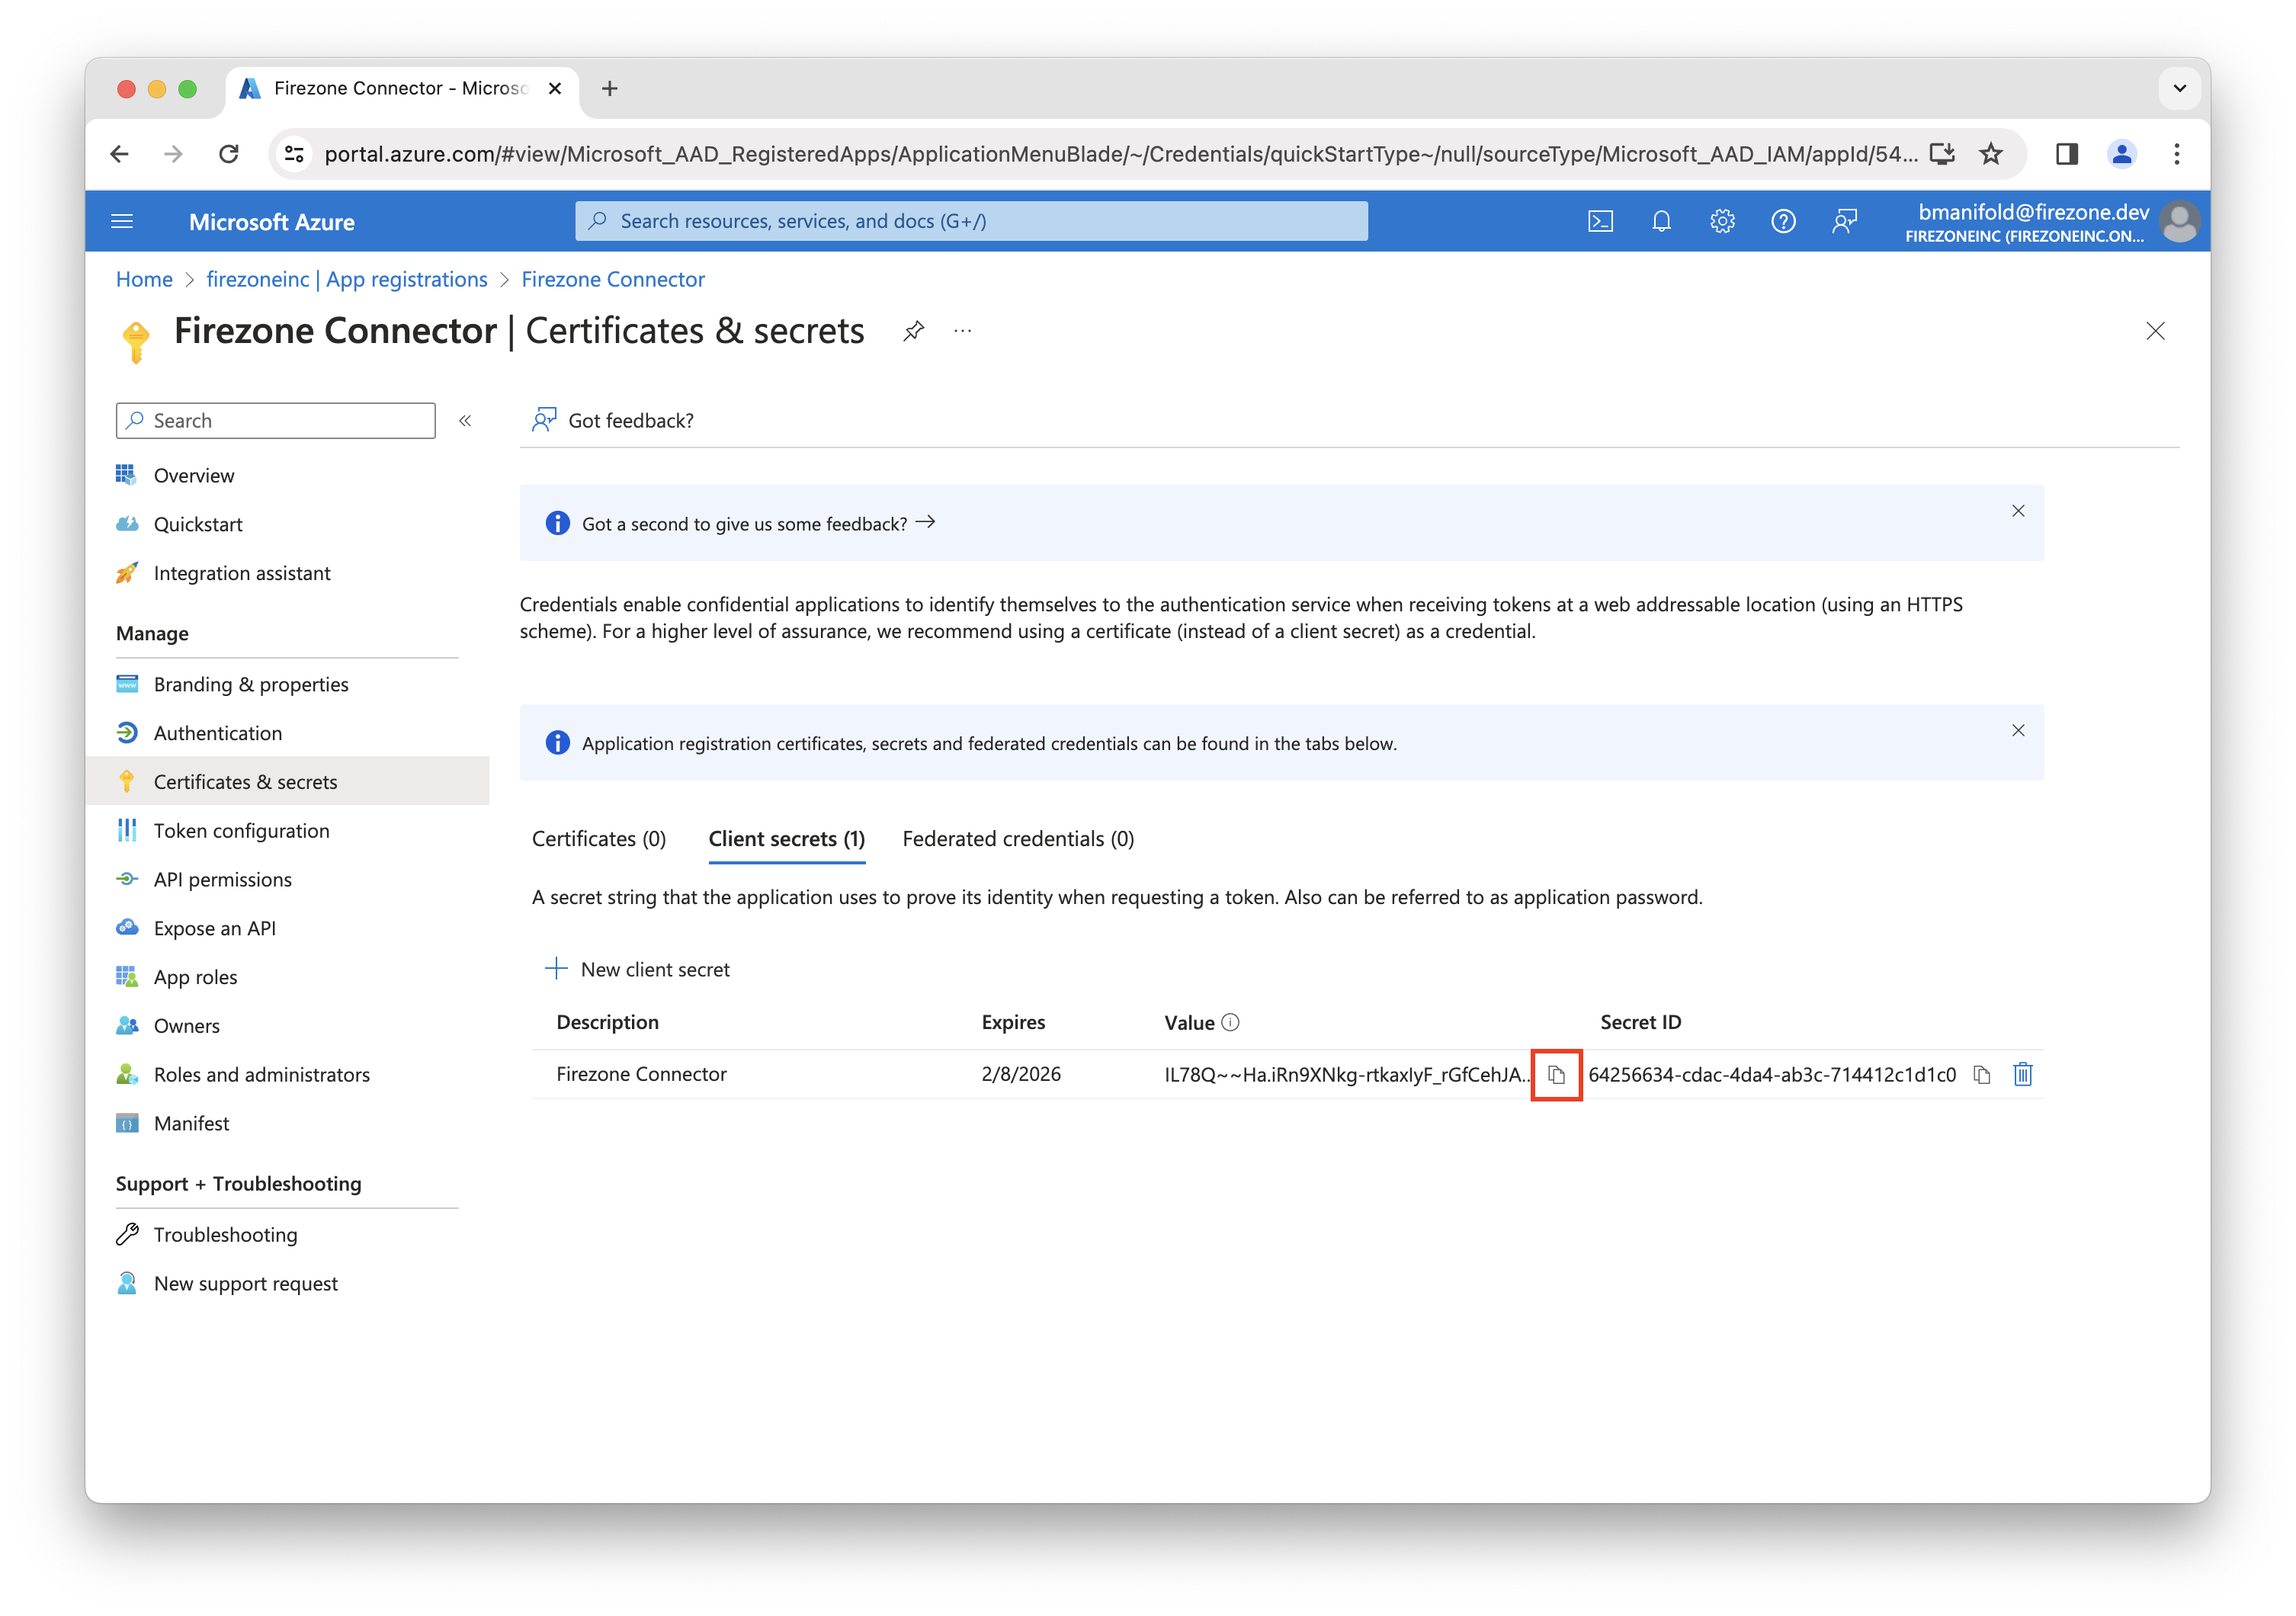 Firezone Connector - Microso
portal.azure.com/#view/Microsoft_AAD_RegisteredApps/ApplicationMenuBlade/~/Credentials/quickStartType~/null/sourceType/Microsoft_AAD_IAM/appId/54...
Microsoft Azure
Search resources, services, and docs (G+/)
bmanifold@firezone.dev
FIREZONEINC (FIREZONEINC.ON...
Home > firezoneinc | App registrations > Firezone Connector
Firezone Connector | Certificates & secrets
Search
Overview
Quickstart
Integration assistant
Manage
Branding & properties
Authentication
Certificates & secrets
Token configuration
API permissions
Expose an API
App roles
Owners
Roles and administrators
Manifest
Support + Troubleshooting
Troubleshooting
New support request
Got feedback?
Got a second to give us some feedback?
Credentials enable confidential applications to identify themselves to the authentication service when receiving tokens at a web addressable location (using an HTTPS
scheme). For a higher level of assurance, we recommend using a certificate (instead of a client secret) as a credential.
Application registration certificates, secrets and federated credentials can be found in the tabs below.
Certificates (0) Client secrets (1) Federated credentials (0)
A secret string that the application uses to prove its identity when requesting a token. Also can be referred to as application password.
New client secret
Description Expires Value Secret ID
Firezone Connector 2/8/2026 IL78Q~~Ha.iRn9XNkg-rtkaxIyF_rGfCehJA... 64256634-cdac-4da4-ab3c-714412c1d1c0